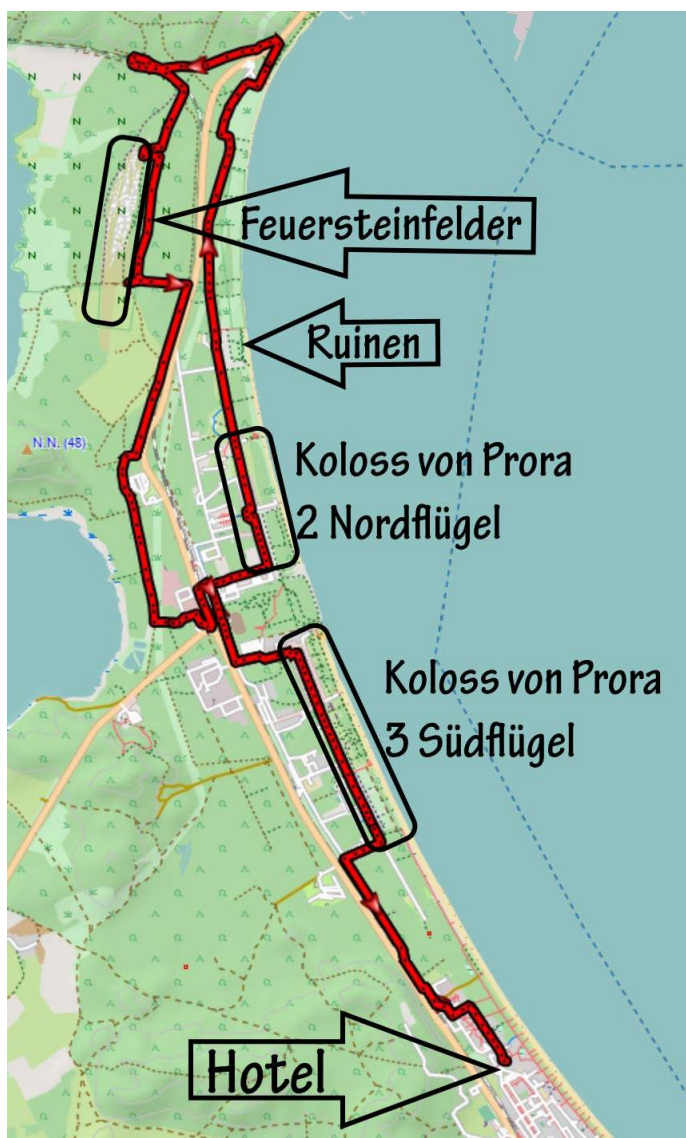 Feuersteinfelder
Ruinen
N.N. (48)
Koloss von Prora
2 Nordflügel
Koloss von Prora
3 Südflügel
Hotel
N N N
N
N N
N
N N
N
N
N